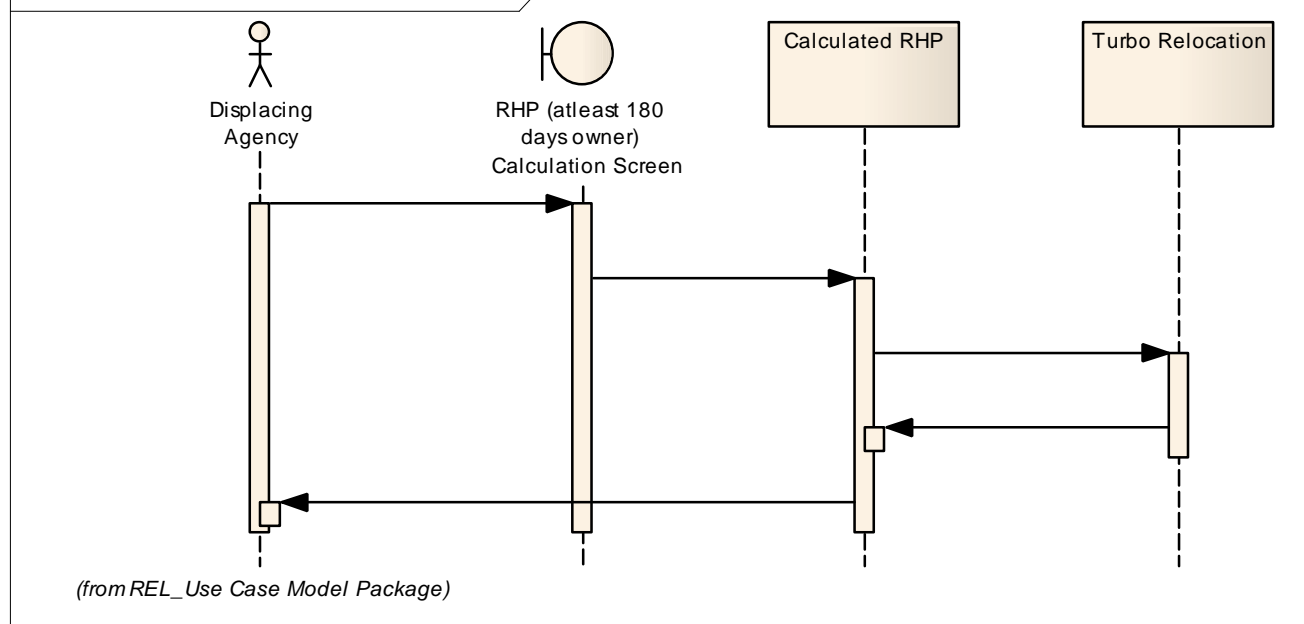 Displacing
Agency
RHP (atleast 180
days owner)
Calculation Screen
Calculated RHP
Turbo Relocation
(from REL_Use Case Model Package)